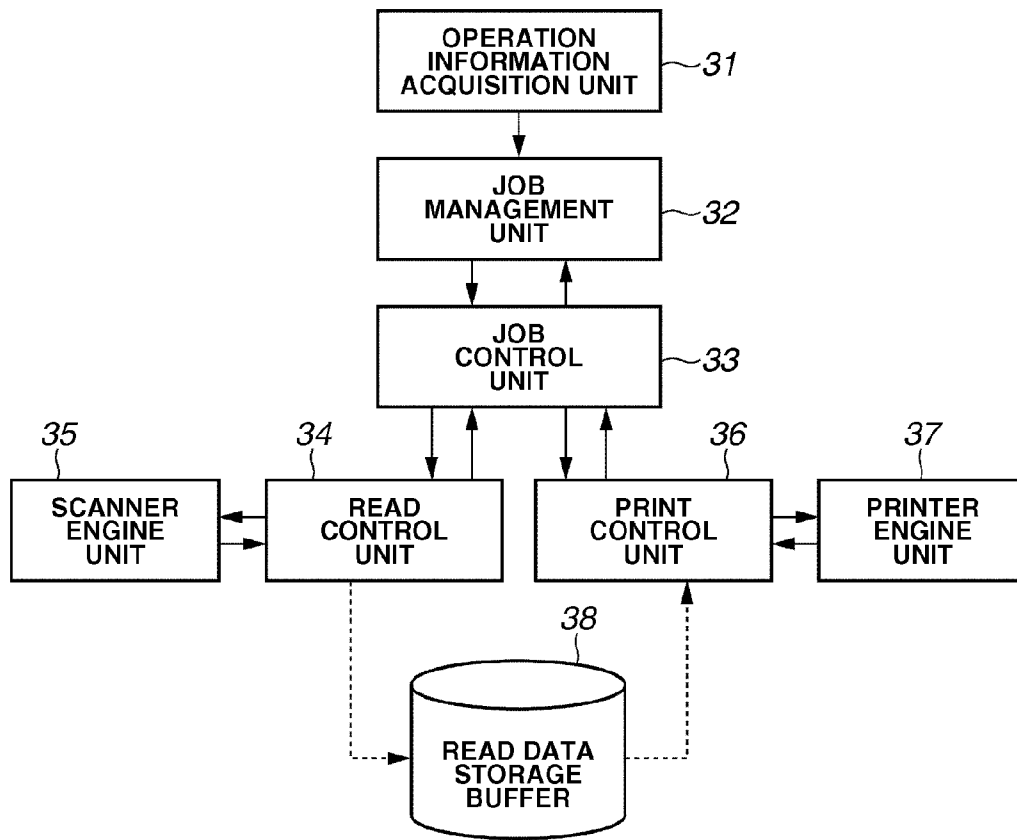 OPERATION
INFORMATION
ACQUISITION UNIT
31
JOB
MANAGEMENT
UNIT
32
JOB
CONTROL
UNIT
33
35
34
36
37
SCANNER
ENGINE
UNIT
READ
CONTROL
UNIT
PRINT
CONTROL
UNIT
PRINTER
ENGINE UNIT
38
READ DATA
STORAGE
BUFFER